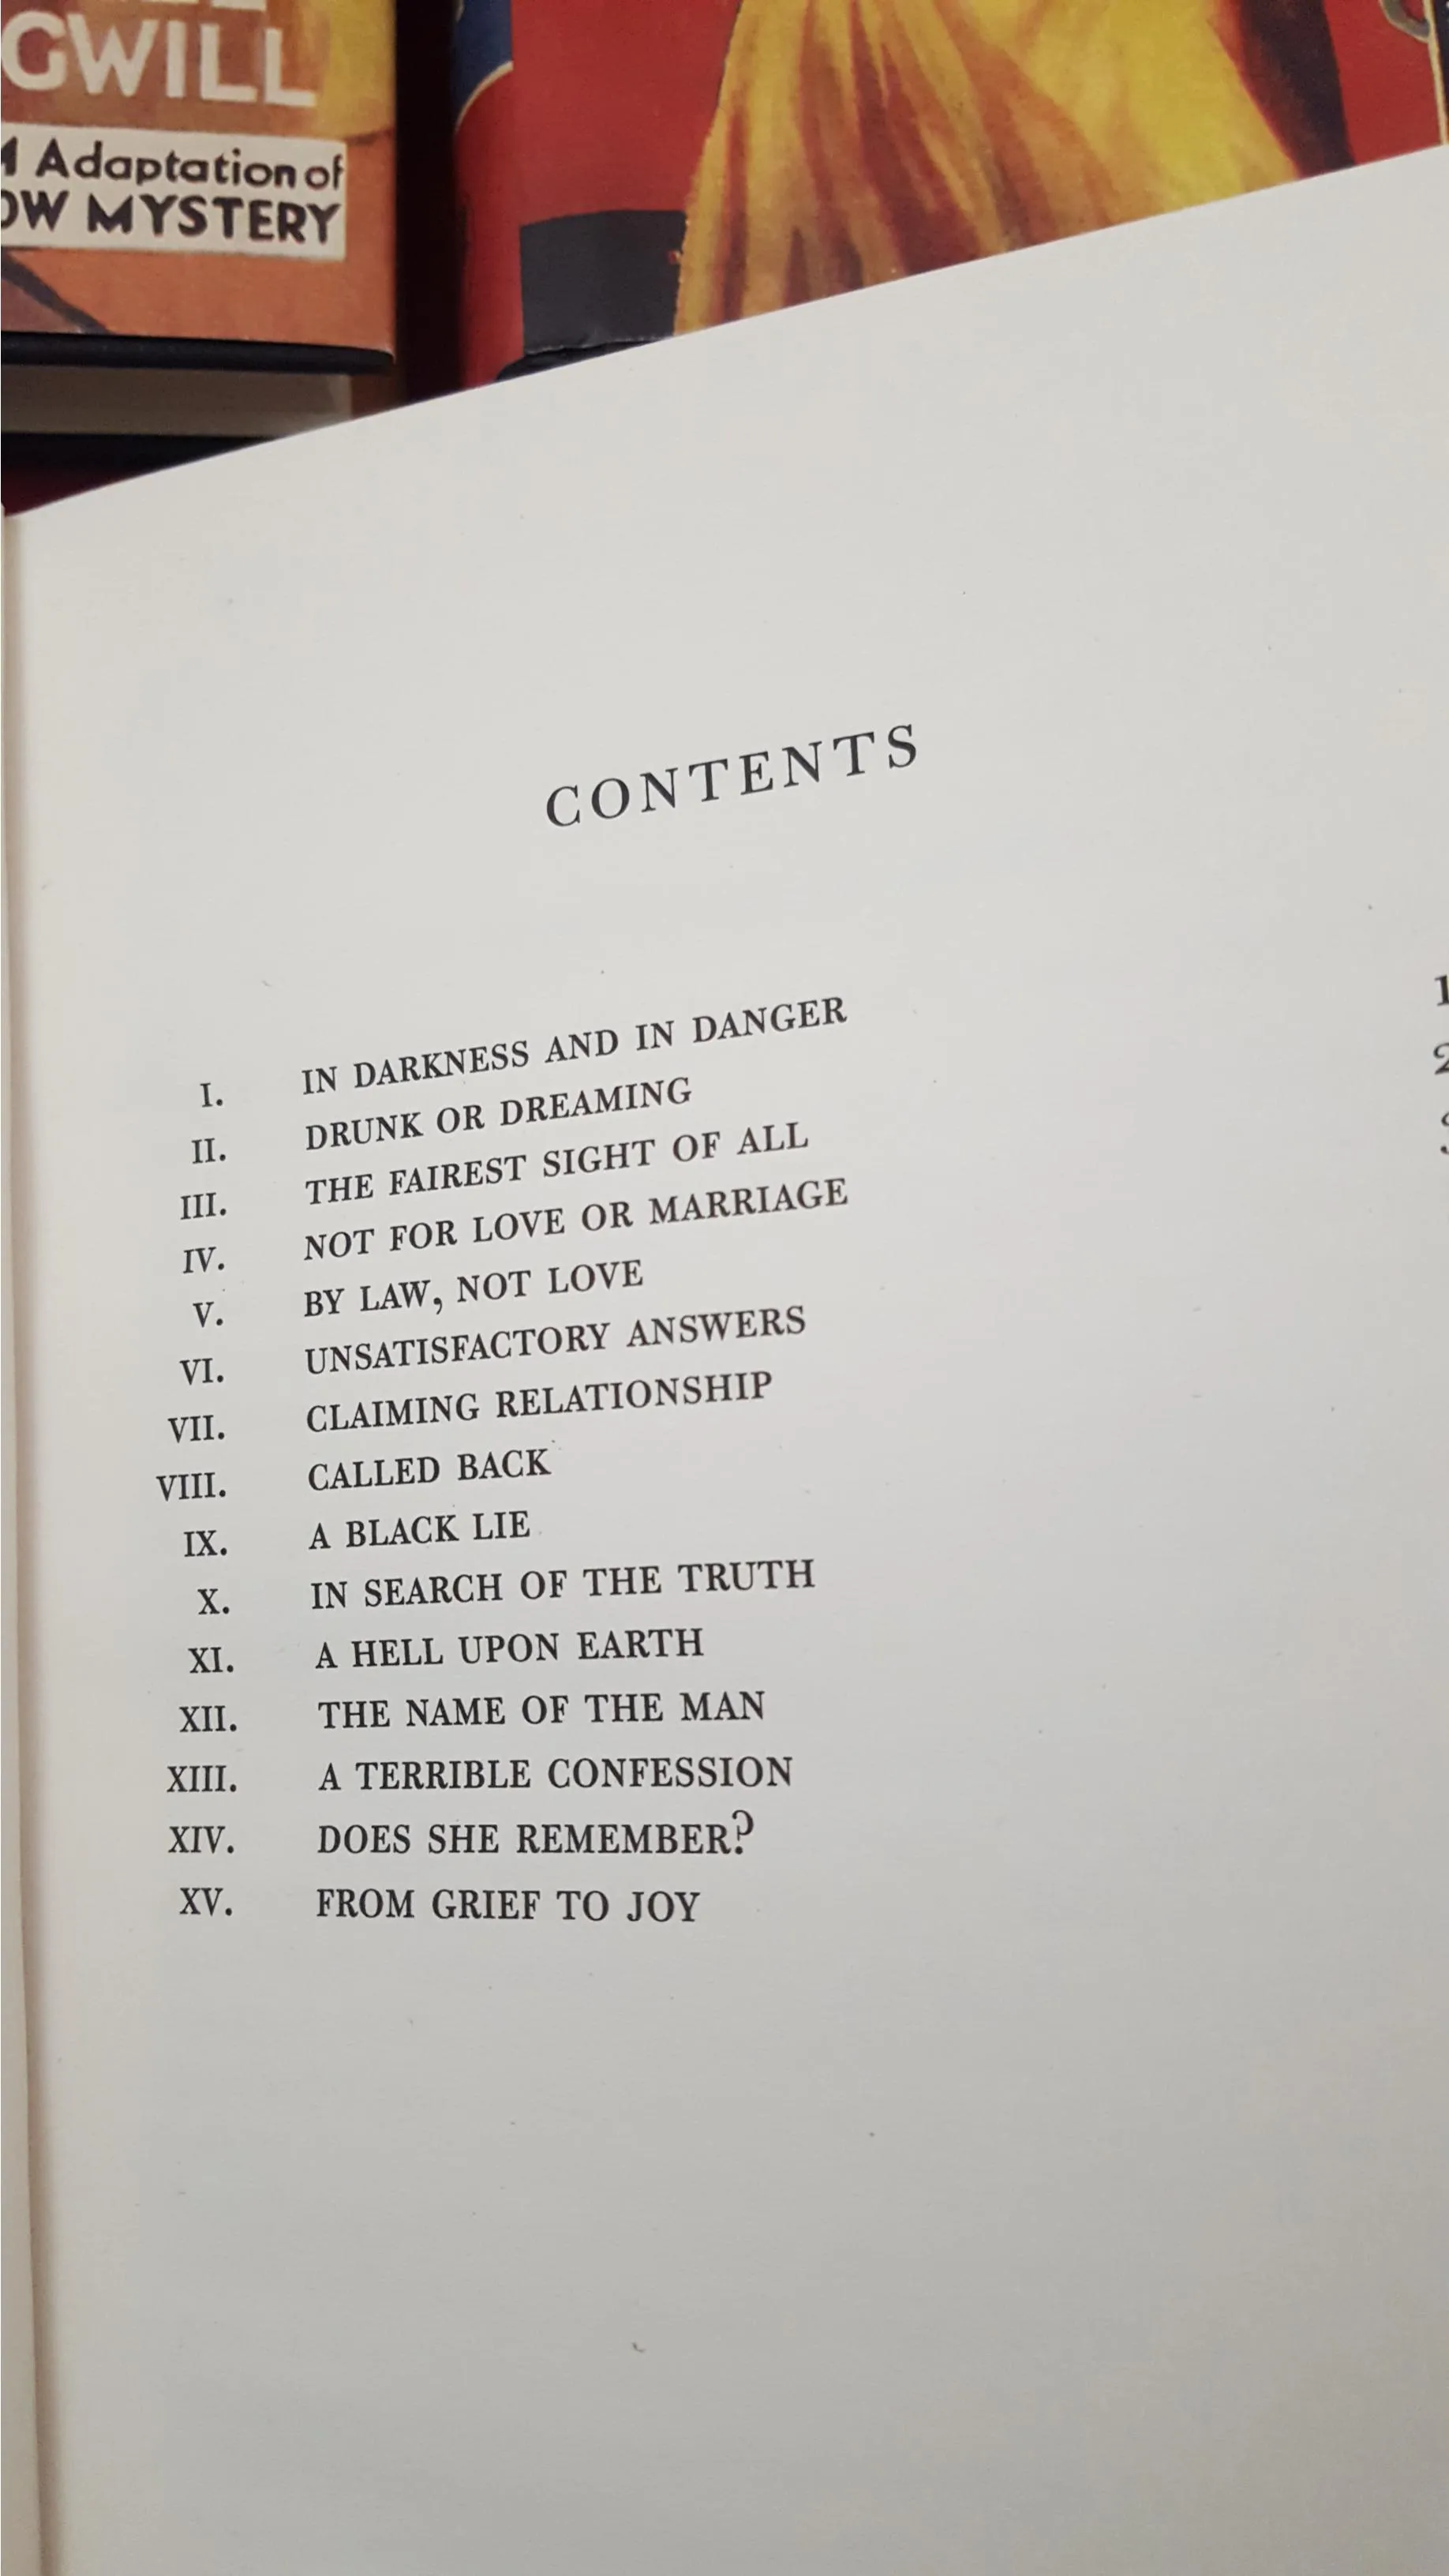 GWILL
Adaptation of
OW MYSTERY
CONTENTS
I. IN DARKNESS AND IN DANGER 1
II. DRUNK OR DREAMING 2
III. THE FAIREST SIGHT OF ALL
IV. NOT FOR LOVE OR MARRIAGE
V. BY LAW, NOT LOVE
VI. UNSATISFACTORY ANSWERS
VII. CLAIMING RELATIONSHIP
VIII. CALLED BACK
IX. A BLACK LIE
X. IN SEARCH OF THE TRUTH
XI. A HELL UPON EARTH
XII. THE NAME OF THE MAN
XIII. A TERRIBLE CONFESSION
XIV. DOES SHE REMEMBER?
XV. FROM GRIEF TO JOY